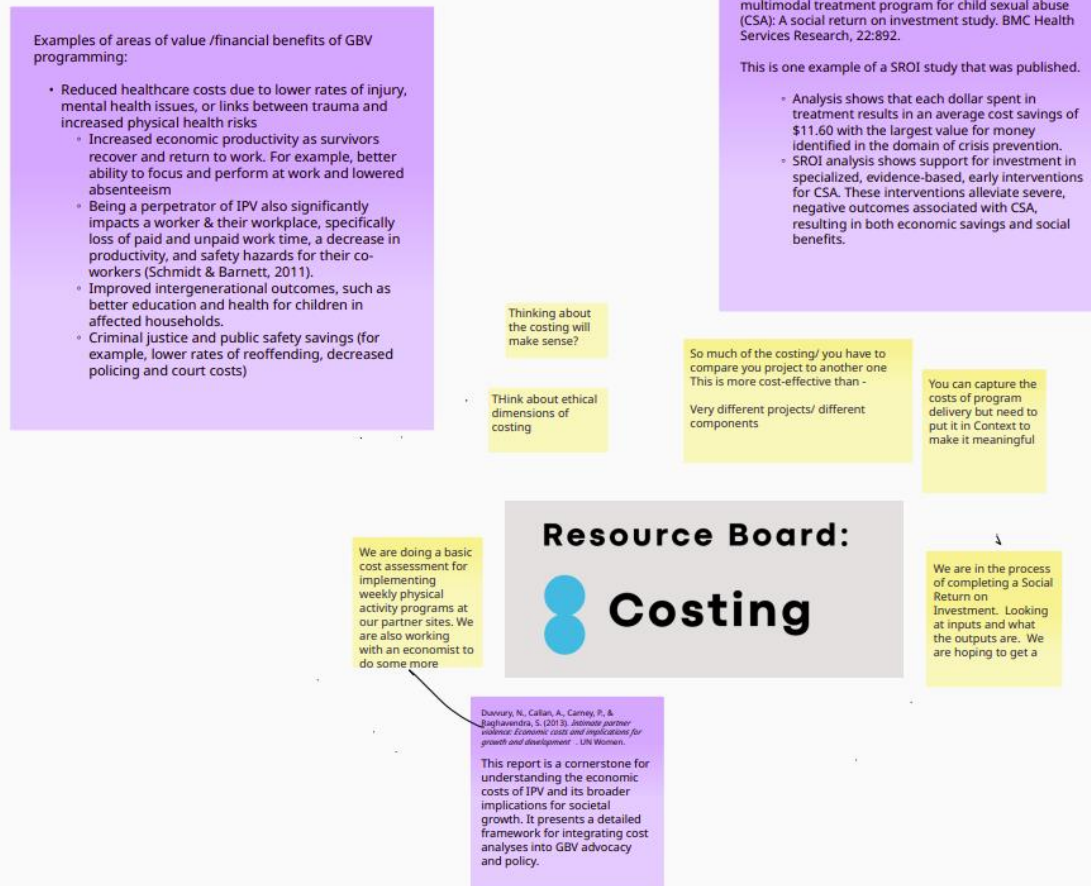 Examples of areas of value /financial benefits of GBV
programming:
• Reduced healthcare costs due to lower rates of injury,
mental health issues, or links between trauma and
increased physical health risks
◦ Increased economic productivity as survivors
recover and return to work. For example, better
ability to focus and perform at work and lowered
absenteeism
◦ Being a perpetrator of IPV also significantly
impacts a worker & their workplace, specifically
loss of paid and unpaid work time, a decrease in
productivity, and safety hazards for their co-
workers (Schmidt & Barnett, 2011).
◦ Improved intergenerational outcomes, such as
better education and health for children in
affected households.
◦ Criminal justice and public safety savings (for
example, lower rates of reoffending, decreased
policing and court costs)
multimodal treatment program for child sexual abuse
(CSA): A social return on investment study. BMC Health
Services Research, 22:892.
This is one example of a SROI study that was published.
◦ Analysis shows that each dollar spent in
treatment results in an average cost savings of
$11.60 with the largest value for money
identified in the domain of crisis prevention.
◦ SROI analysis shows support for investment in
specialized, evidence-based, early interventions
for CSA. These interventions alleviate severe,
negative outcomes associated with CSA,
resulting in both economic savings and social
benefits.
Thinking about
the costing will
make sense?
THink about ethical
dimensions of
costing
So much of the costing/ you have to
compare you project to another one
This is more cost-effective than -
Very different projects/ different
components
You can capture the
costs of program
delivery but need to
put it in Context to
make it meaningful
Resource Board:
Costing
We are doing a basic
cost assessment for
implementing
weekly physical
activity programs at
our partner sites. We
are also working
with an economist to
do some more
We are in the process
of completing a Social
Return on
Investment. Looking
at inputs and what
the outputs are. We
are hoping to get a
Duvvury, N., Callan, A., Carney, P., &
Raghavendra, S. (2013). Intimate partner
violence: Economic costs and implications for
growth and development . UN Women.
This report is a cornerstone for
understanding the economic
costs of IPV and its broader
implications for societal
growth. It presents a detailed
framework for integrating cost
analyses into GBV advocacy
and policy.